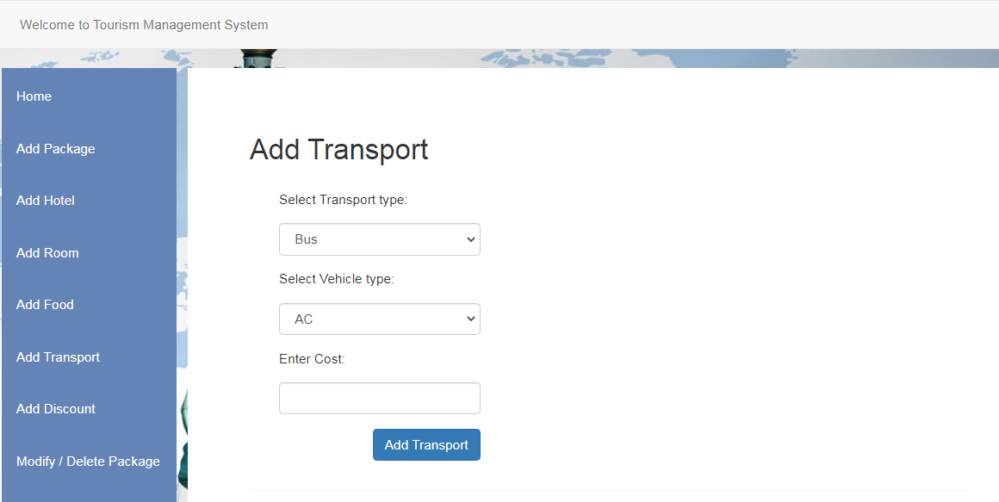 Welcome to Tourism Management System
Home
Add Package
Add Hotel
Add Room
Add Food
Add Transport
Add Discount
Modify / Delete Package
Add Transport
Select Transport type:
Bus
Select Vehicle type:
AC
Enter Cost:
Add Transport